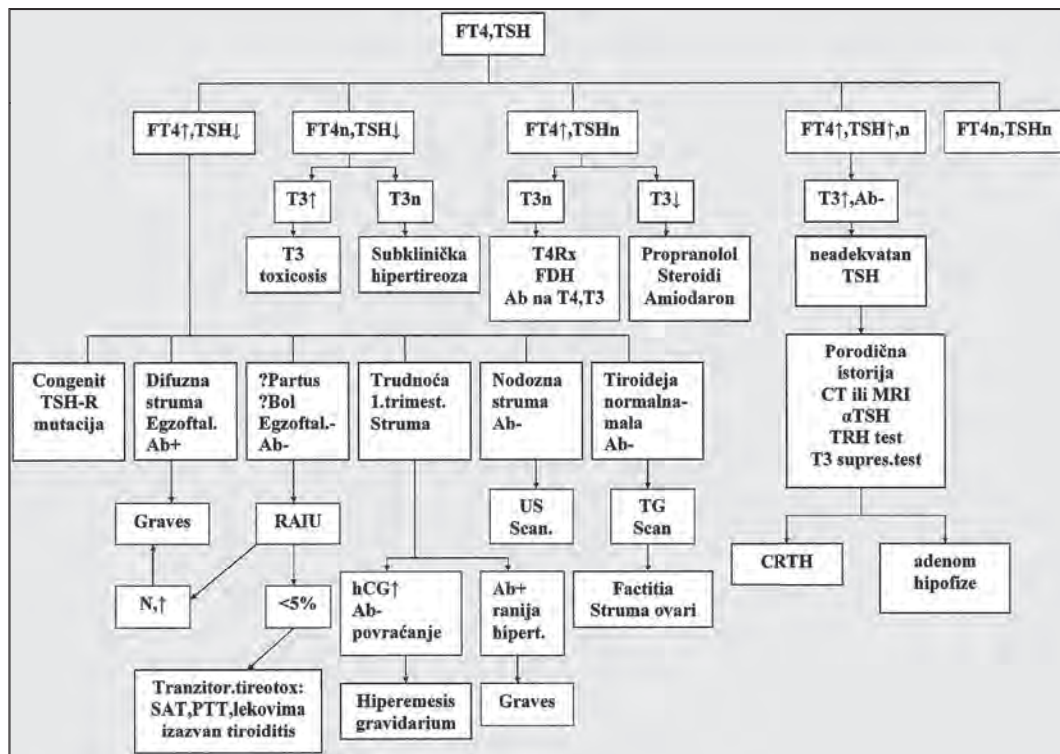 FT4,TSH
FT4↑,TSH↓
FT4n,TSH↓
FT4↑,TSHn
FT4↑,TSH↑,n
FT4n,TSHn
T3↑
T3n
T3n
T3↓
T3↑,Ab-
T3
toxicosis
Subklinička
hipertireoza
T4Rx
FDH
Ab na T4,T3
Propranolol
Steroidi
Amiodaron
neadekvatan
TSH
Congenit
TSH-R
mutacija
Difuzna
struma
Egzoftal.
Ab+
?Partus
?Bol
Egzoftal.-
Ab-
Trudnoća
1.trimest.
Struma
Nodozna
struma
Ab-
Tiroideja
normalna-
mala
Ab-
Porodična
istorija
CT ili MRI
αTSH
TRH test
T3 supres.test
Graves
RAIU
US
Scan.
TG
Scan
CRTH
adenom
hipofize
N,↑
<5%
hCG↑
Ab-
povraćanje
Ab+
ranija
hipert.
Factitia
Struma ovari
Tranzitor.tireotox:
SAT,PTT,lekovima
izazvan tiroiditis
Hiperemesis
gravidarium
Graves